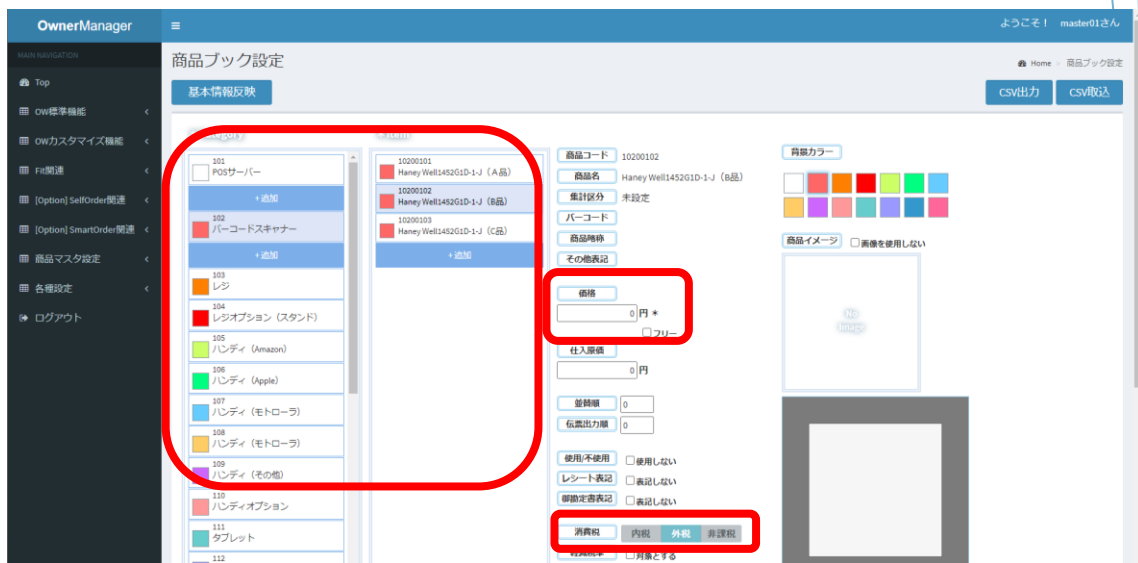 OwnerManager
ようこそ！ master01さん
MAIN NAVIGATION
Top
OW標準機能
OWカスタマイズ機能
Fit関連
[Option] SelfOrder関連
[Option] SmartOrder関連
商品マスタ設定
各種設定
ログアウト
商品ブック設定
Home > 商品ブック設定
基本情報反映
CSV出力
CSV取込
101
POSサーバー
+追加
102
バーコードスキャナー
+追加
103
レジ
104
レジオプション（スタンド）
105
ハンディ（Amazon）
106
ハンディ（Apple）
107
ハンディ（モトローラ）
108
ハンディ（モトローラ）
109
ハンディ（その他）
110
ハンディオプション
111
タブレット
112
10200101
Haney Well1452G1D-1-J（A品）
10200102
Haney Well1452G1D-1-J（B品）
10200103
Haney Well1452G1D-1-J（C品）
+追加
商品コード 10200102
商品名 Haney Well1452G1D-1-J（B品）
集計区分 未設定
バーコード
商品略称
その他表記
価格
0 円 *
フリー
仕入原価
0 円
並替順 0
伝票出力順 0
使用/不使用 使用しない
レシート表記 表記しない
御勘定書表記 表記しない
消費税 内税 外税 非課税
対象とする
背景カラー
商品イメージ 画像を使用しない
No
Image